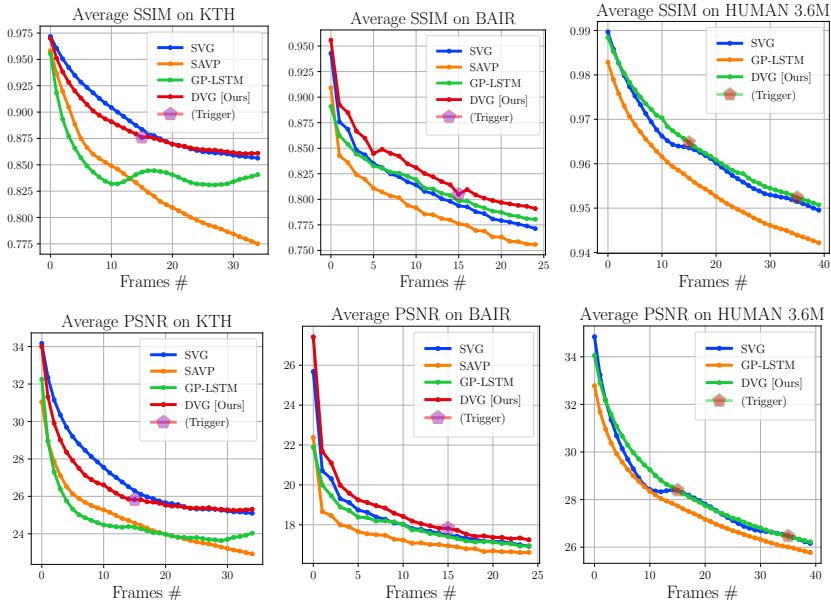 Average SSIM on KTH
0.975
0.950
0.925
0.900
0.875
0.850
0.825
0.800
0.775
SVG
SAVP
GP-LSTM
DVG [Ours]
(Trigger)
0
10
20
30
Frames #
Average SSIM on BAIR
0.950
0.925
0.900
0.875
0.850
0.825
0.800
0.775
0.750
SVG
SAVP
GP-LSTM
DVG [Ours]
(Trigger)
0
5
10
15
20
25
Frames #
Average SSIM on HUMAN 3.6M
0.99
0.98
0.97
0.96
0.95
0.94
SVG
GP-LSTM
DVG [Ours]
(Trigger)
0
10
20
30
40
Frames #
Average PSNR on KTH
34
32
30
28
26
24
SVG
SAVP
GP-LSTM
DVG [Ours]
(Trigger)
0
10
20
30
Frames #
Average PSNR on BAIR
26
24
22
20
18
SVG
SAVP
GP-LSTM
DVG [Ours]
(Trigger)
0
5
10
15
20
25
Frames #
Average PSNR on HUMAN 3.6M
34
32
30
28
26
SVG
GP-LSTM
DVG [Ours]
(Trigger)
0
10
20
30
40
Frames #